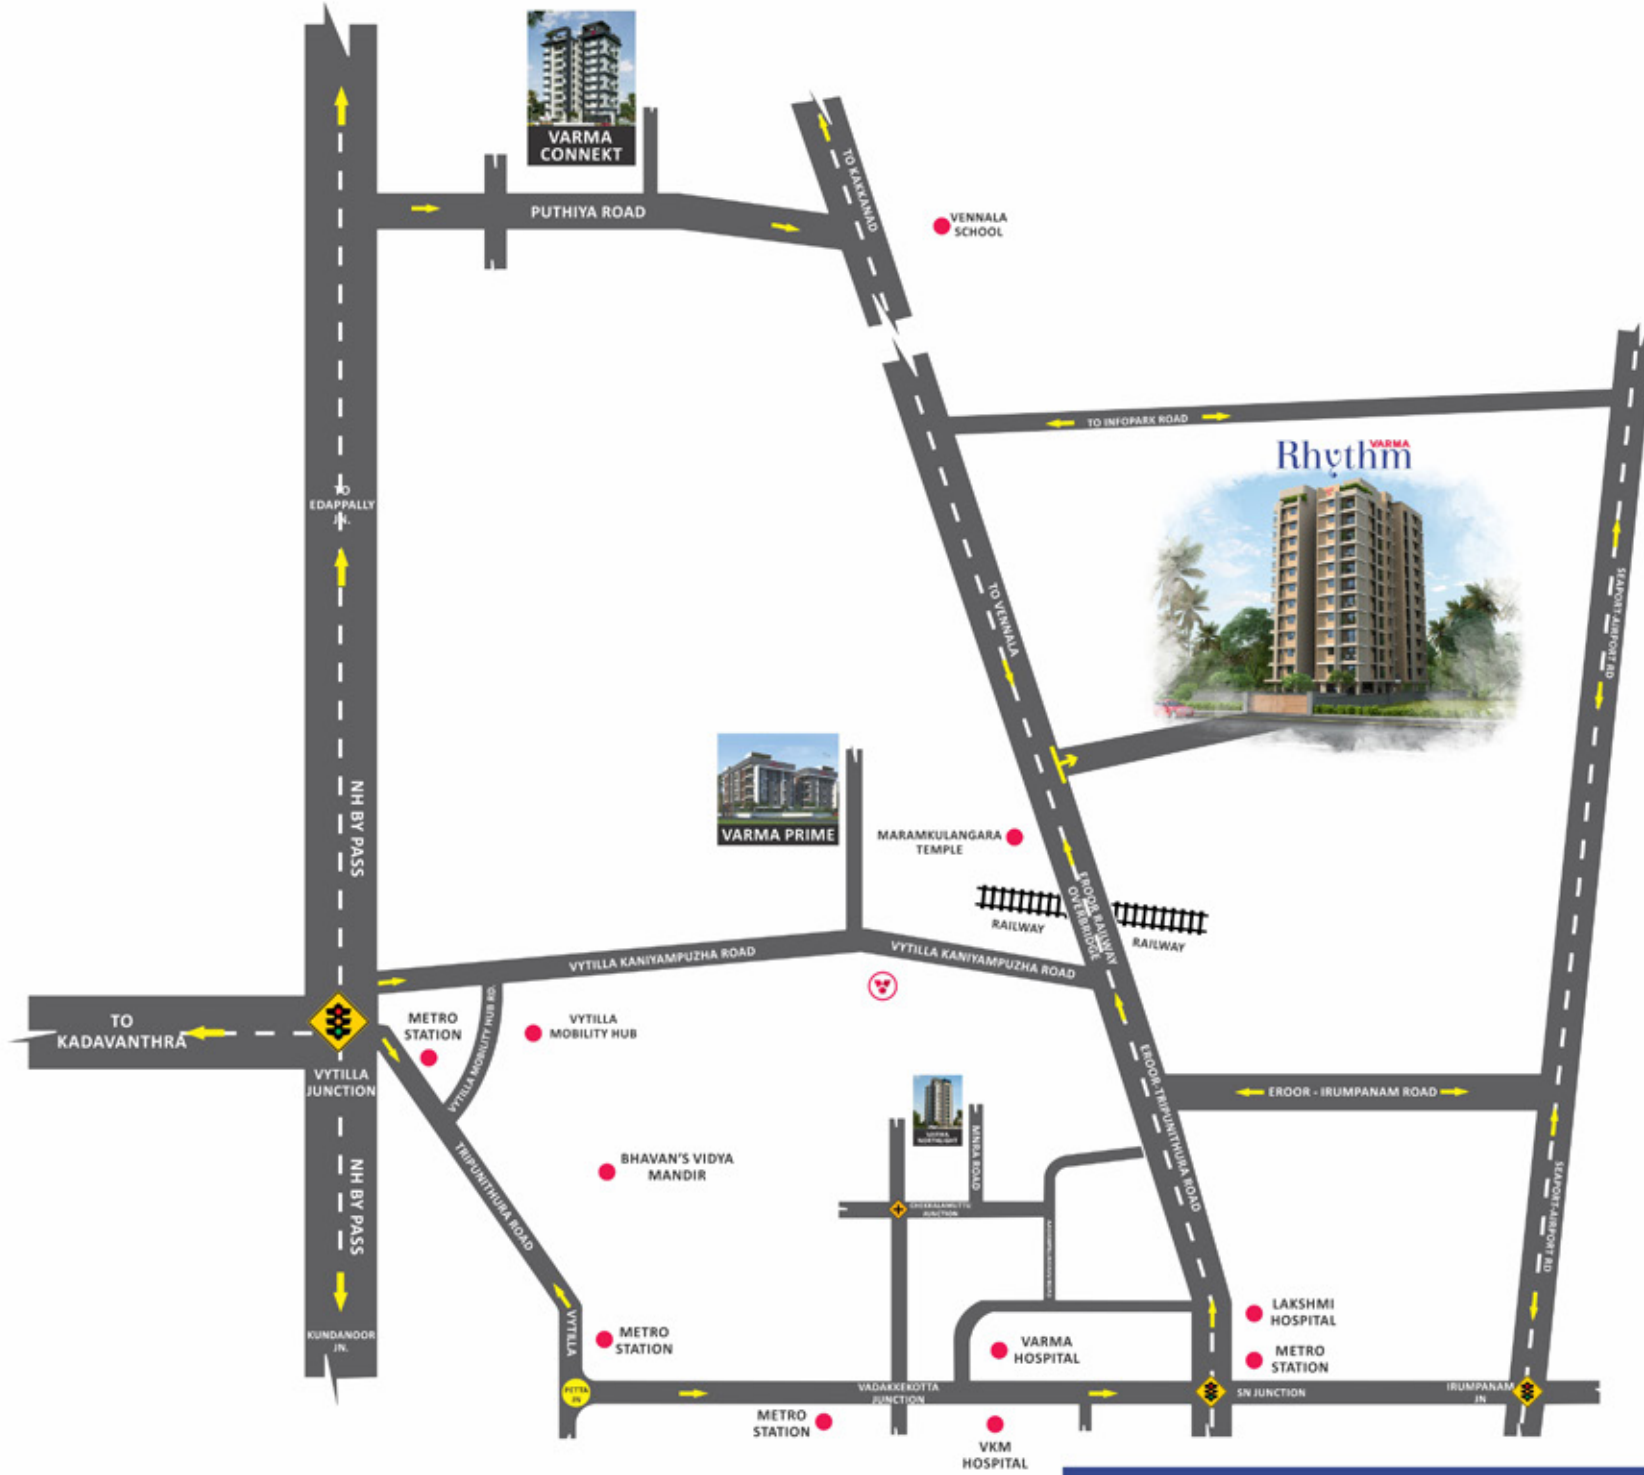 VARMA
CONNEKT
PUTHIYA ROAD
TO KAKKANAD
VENNALA
SCHOOL
TO INFOPARK ROAD
VARMA
Rhythm
TO
EDAPPALLY
JN.
SEAPORT-AIRPORT RD
TO VENNALA
NH BY PASS
VARMA PRIME
MARAMKULANGARA
TEMPLE
EROOR RAILWAY
OVERBRIDGE
RAILWAY
RAILWAY
VYTILLA KANIYAMPUZHA ROAD
VYTILLA KANIYAMPUZHA ROAD
TO
KADAVANTHRA
METRO
STATION
VYTILLA MOBILITY HUB RD.
VYTILLA
MOBILITY HUB
VYTILLA
JUNCTION
EROOR-TRIPUNITHURA ROAD
EROOR - IRUMPANAM ROAD
NH BY PASS
TRIPUNITHURA ROAD
BHAVAN'S VIDYA
MANDIR
MNRA ROAD
JUNCTION
SEAPORT-AIRPORT RD
KUNDANOOR
JN.
VYTILLA
METRO
STATION
VARMA
HOSPITAL
LAKSHMI
HOSPITAL
METRO
STATION
PETTA
JN
VADAKKEKOTTA
JUNCTION
SN JUNCTION
IRUMPANAM
JN
METRO
STATION
VKM
HOSPITAL